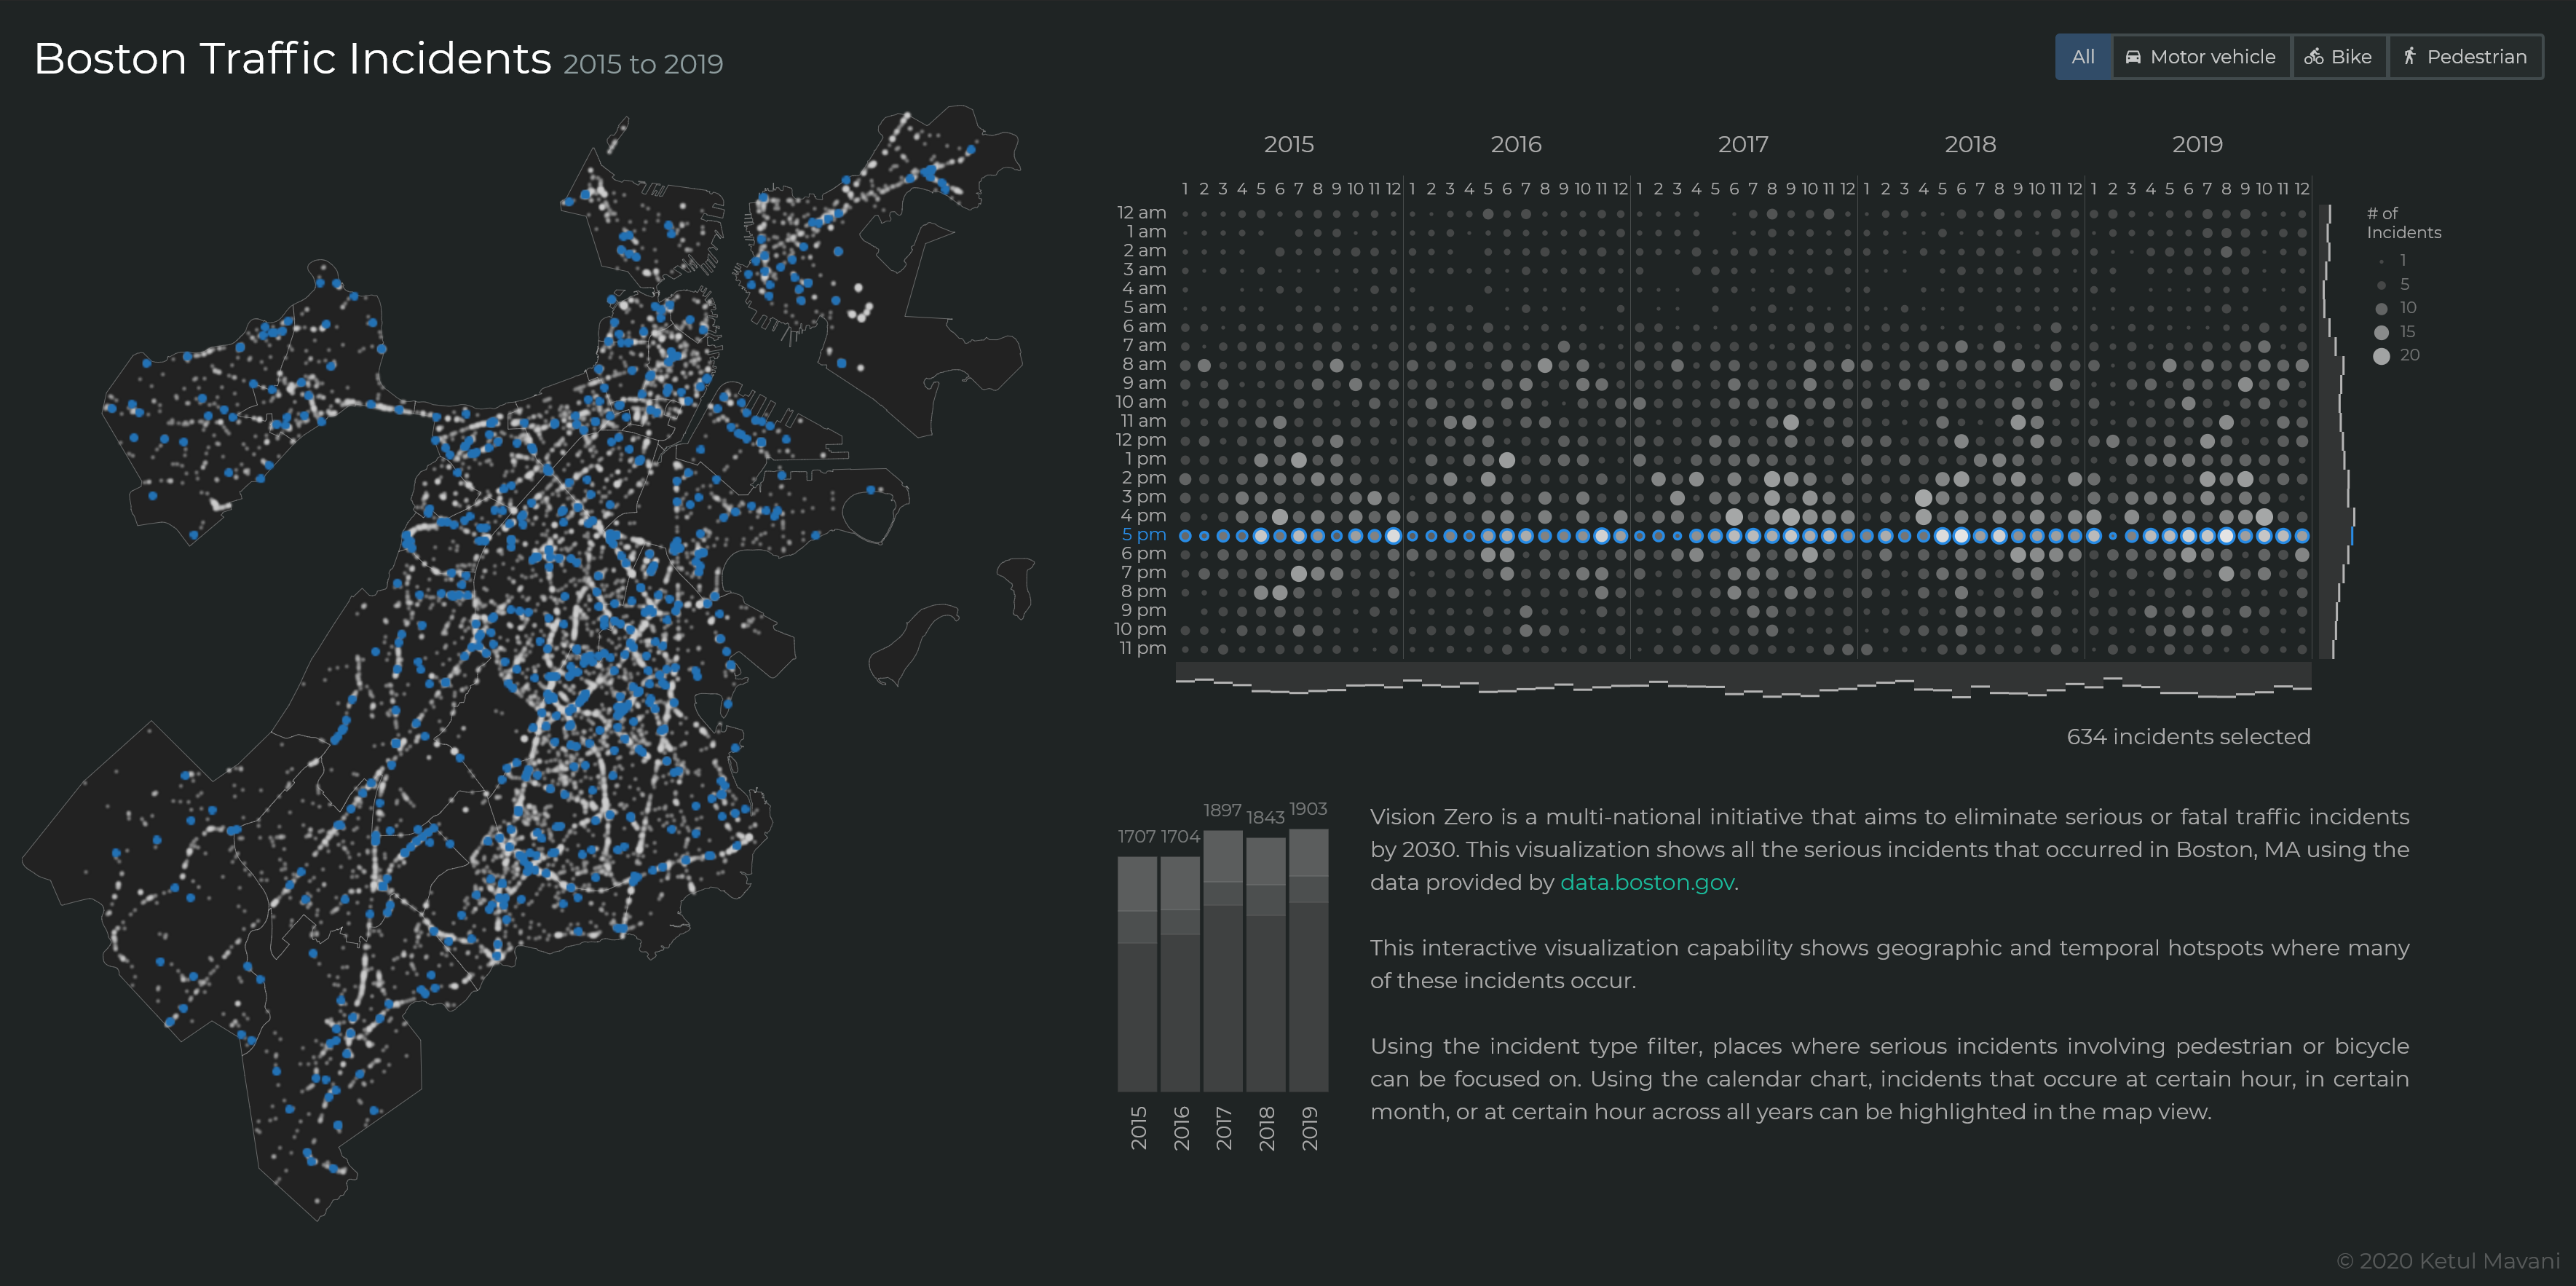 Boston Traffic Incidents 2015 to 2019
All Motor vehicle Bike Pedestrian
2015 2016 2017 2018 2019
1 2 3 4 5 6 7 8 9 10 11 12 1 2 3 4 5 6 7 8 9 10 11 12 1 2 3 4 5 6 7 8 9 10 11 12 1 2 3 4 5 6 7 8 9 10 11 12 1 2 3 4 5 6 7 8 9 10 11 12
12 am
1 am
2 am
3 am
4 am
5 am
6 am
7 am
8 am
9 am
10 am
11 am
12 pm
1 pm
2 pm
3 pm
4 pm
5 pm
6 pm
7 pm
8 pm
9 pm
10 pm
11 pm
# of
Incidents
1
5
10
15
20
634 incidents selected
1707 1704 1897 1843 1903
2015 2016 2017 2018 2019
Vision Zero is a multi-national initiative that aims to eliminate serious or fatal traffic incidents
by 2030. This visualization shows all the serious incidents that occurred in Boston, MA using the
data provided by data.boston.gov.
This interactive visualization capability shows geographic and temporal hotspots where many
of these incidents occur.
Using the incident type filter, places where serious incidents involving pedestrian or bicycle
can be focused on. Using the calendar chart, incidents that occure at certain hour, in certain
month, or at certain hour across all years can be highlighted in the map view.
© 2020 Ketul Mavani